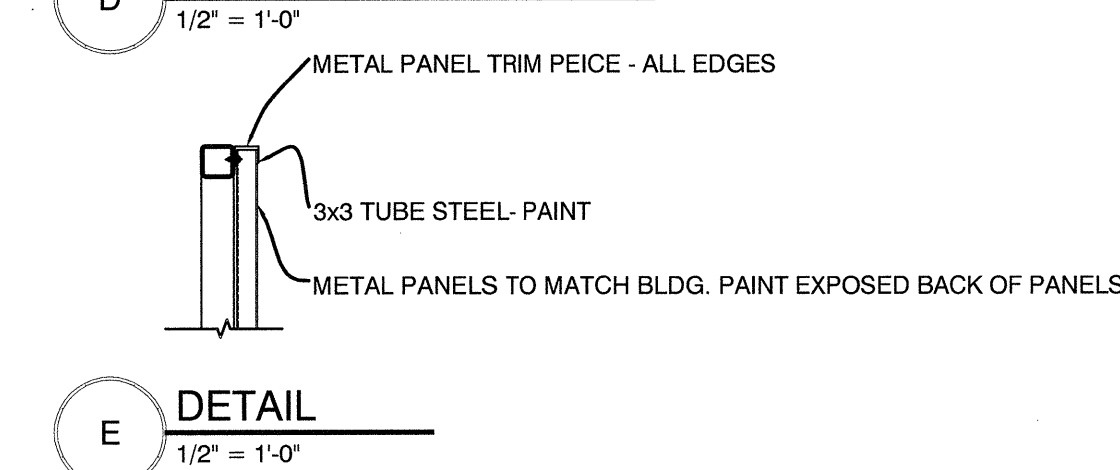 D
1/2" = 1'-0"
METAL PANEL TRIM PEICE - ALL EDGES
3x3 TUBE STEEL- PAINT
METAL PANELS TO MATCH BLDG. PAINT EXPOSED BACK OF PANELS
DETAIL
E
1/2" = 1'-0"